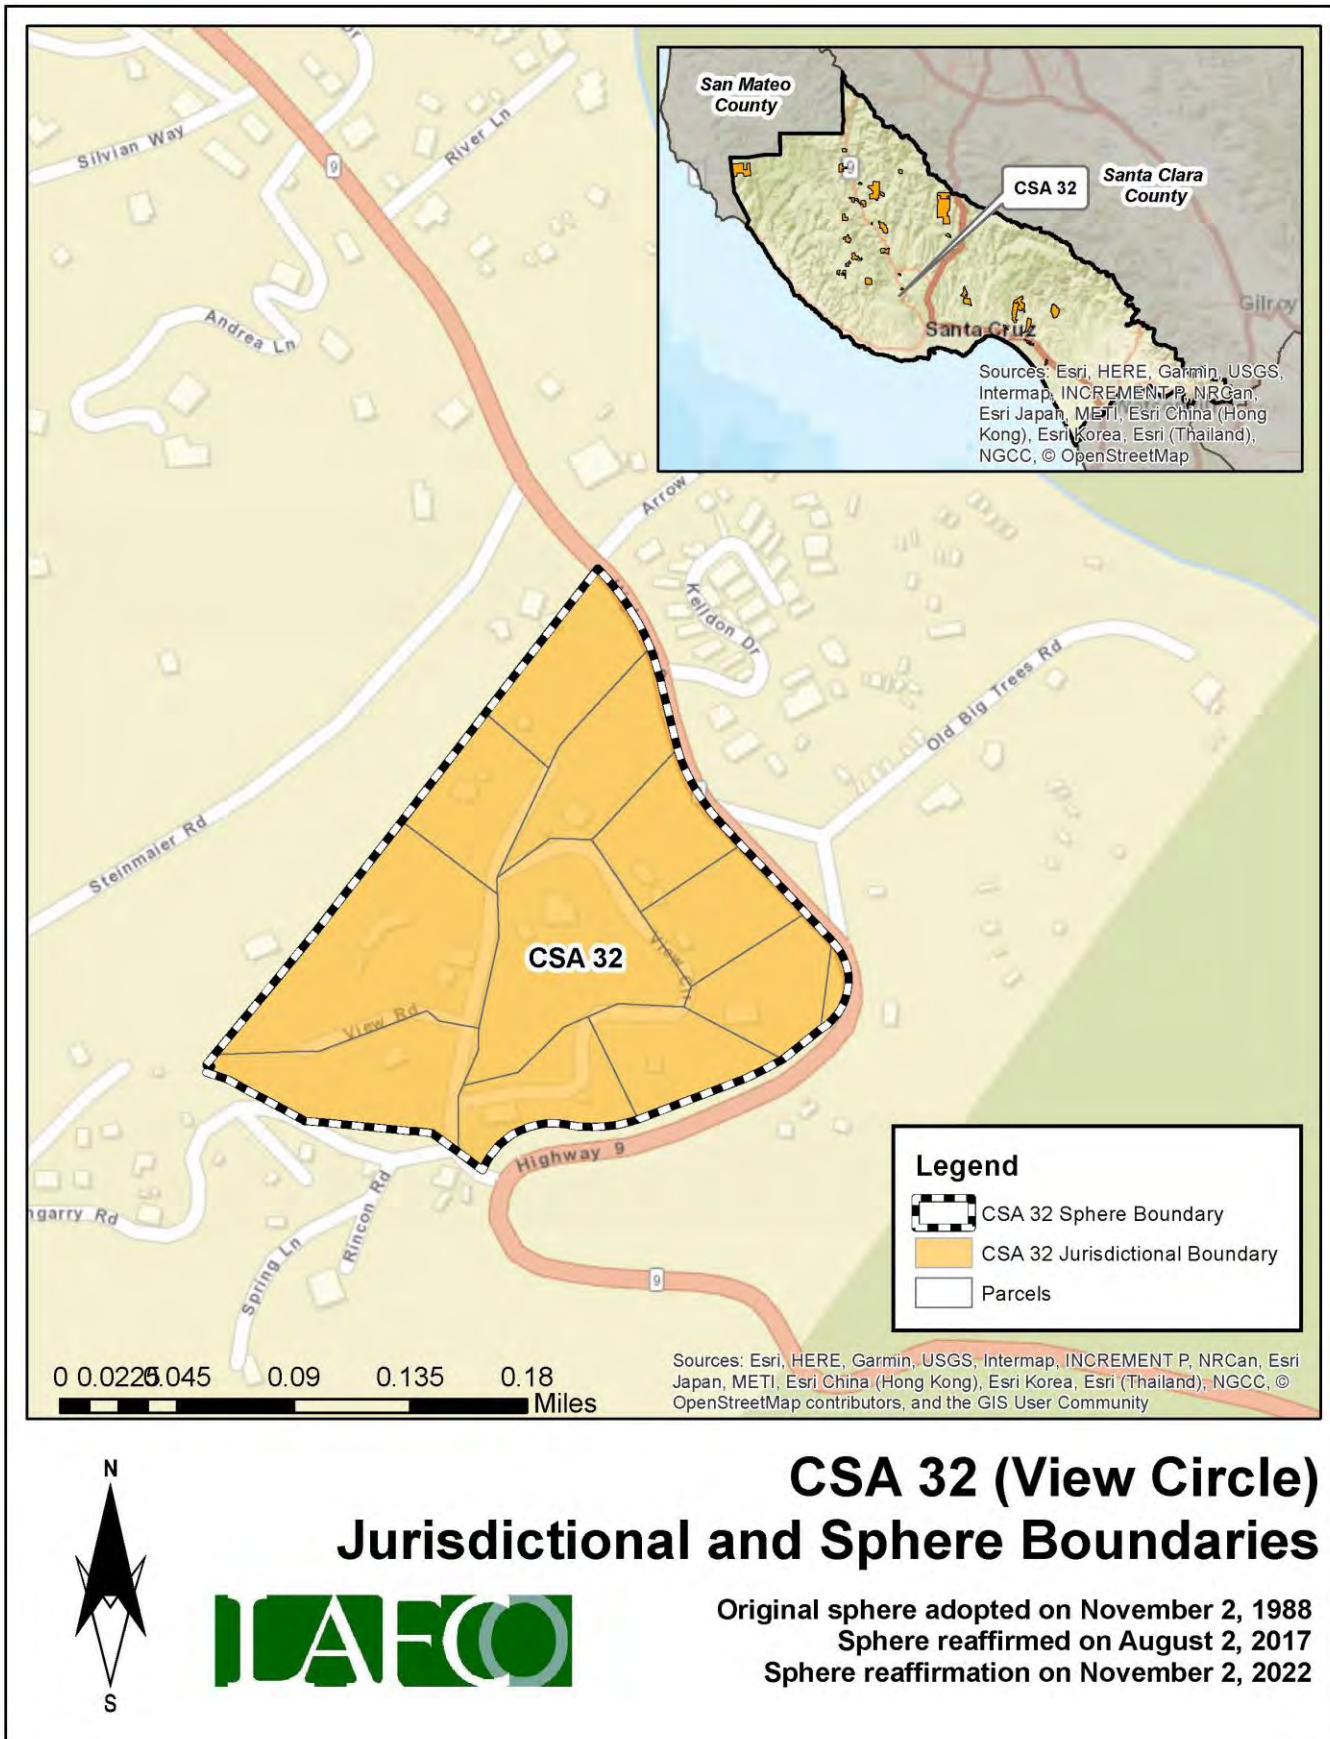 Silvian Way
9
River Ln
Andrea Ln
San Mateo
County
9
CSA 32
Santa Clara
County
Gilroy
Santa Cruz
Sources: Esri, HERE, Garmin, USGS,
Intermap, INCREMENT P, NRCan,
Esri Japan, METI, Esri China (Hong
Kong), Esri Korea, Esri (Thailand),
NGCC, © OpenStreetMap
Arrow
Kelldon Dr
Old Big Trees Rd
Steinmaier Rd
CSA 32
View Cir
View Rd
Highway 9
ngarry Rd
Rincon Rd
Spring Ln
9
Legend
CSA 32 Sphere Boundary
CSA 32 Jurisdictional Boundary
Parcels
0 0.0225 0.045 0.09 0.135 0.18
Miles
Sources: Esri, HERE, Garmin, USGS, Intermap, INCREMENT P, NRCan, Esri
Japan, METI, Esri China (Hong Kong), Esri Korea, Esri (Thailand), NGCC, ©
OpenStreetMap contributors, and the GIS User Community
N
S
CSA 32 (View Circle)
Jurisdictional and Sphere Boundaries
LAFCO
Original sphere adopted on November 2, 1988
Sphere reaffirmed on August 2, 2017
Sphere reaffirmation on November 2, 2022